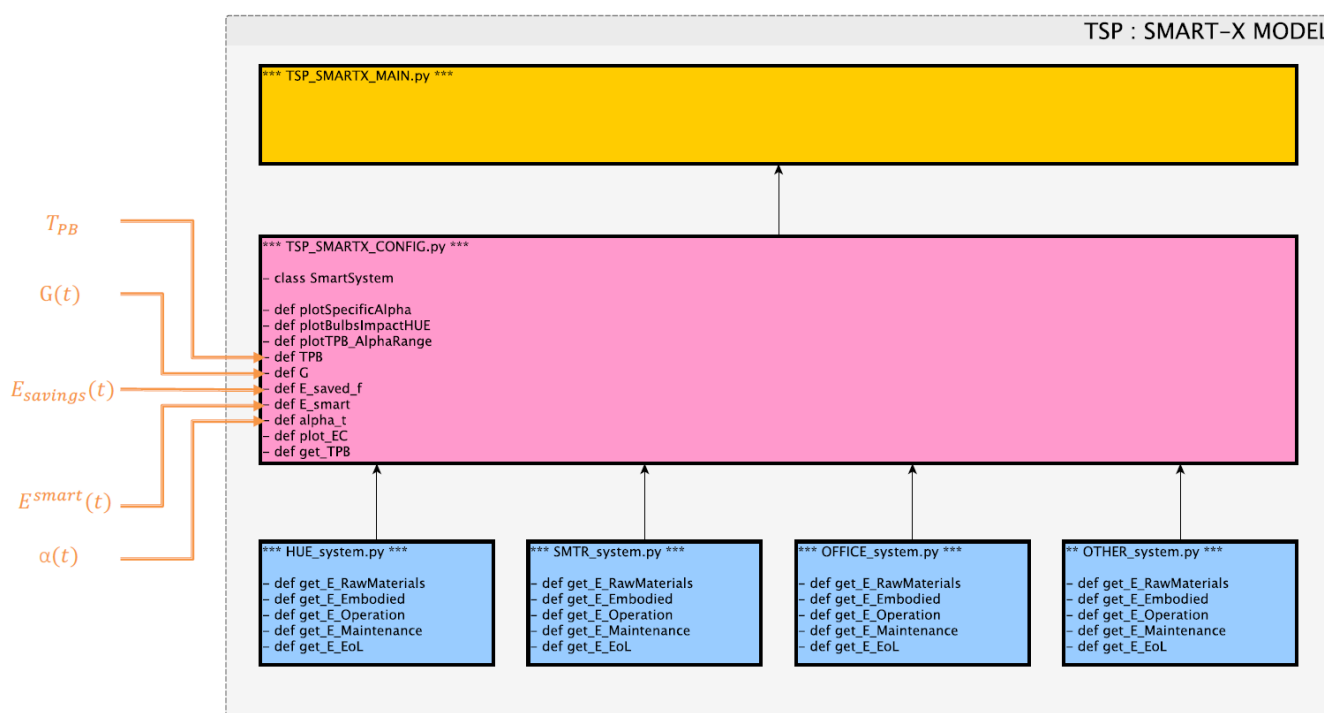 TSP : SMART-X MODEL
*** TSP_SMARTX_MAIN.py ***
T_PB
G(t)
E_savings(t)
E^smart(t)
α(t)
*** TSP_SMARTX_CONFIG.py ***
- class SmartSystem
- def plotSpecificAlpha
- def plotBulbsImpactHUE
- def plotTPB_AlphaRange
- def TPB
- def G
- def E_saved_f
- def E_smart
- def alpha_t
- def plot_EC
- def get_TPB
*** HUE_system.py ***
- def get_E_RawMaterials
- def get_E_Embodied
- def get_E_Operation
- def get_E_Maintenance
- def get_E_EoL
*** SMTR_system.py ***
- def get_E_RawMaterials
- def get_E_Embodied
- def get_E_Operation
- def get_E_Maintenance
- def get_E_EoL
*** OFFICE_system.py ***
- def get_E_RawMaterials
- def get_E_Embodied
- def get_E_Operation
- def get_E_Maintenance
- def get_E_EoL
** OTHER_system.py ***
- def get_E_RawMaterials
- def get_E_Embodied
- def get_E_Operation
- def get_E_Maintenance
- def get_E_EoL